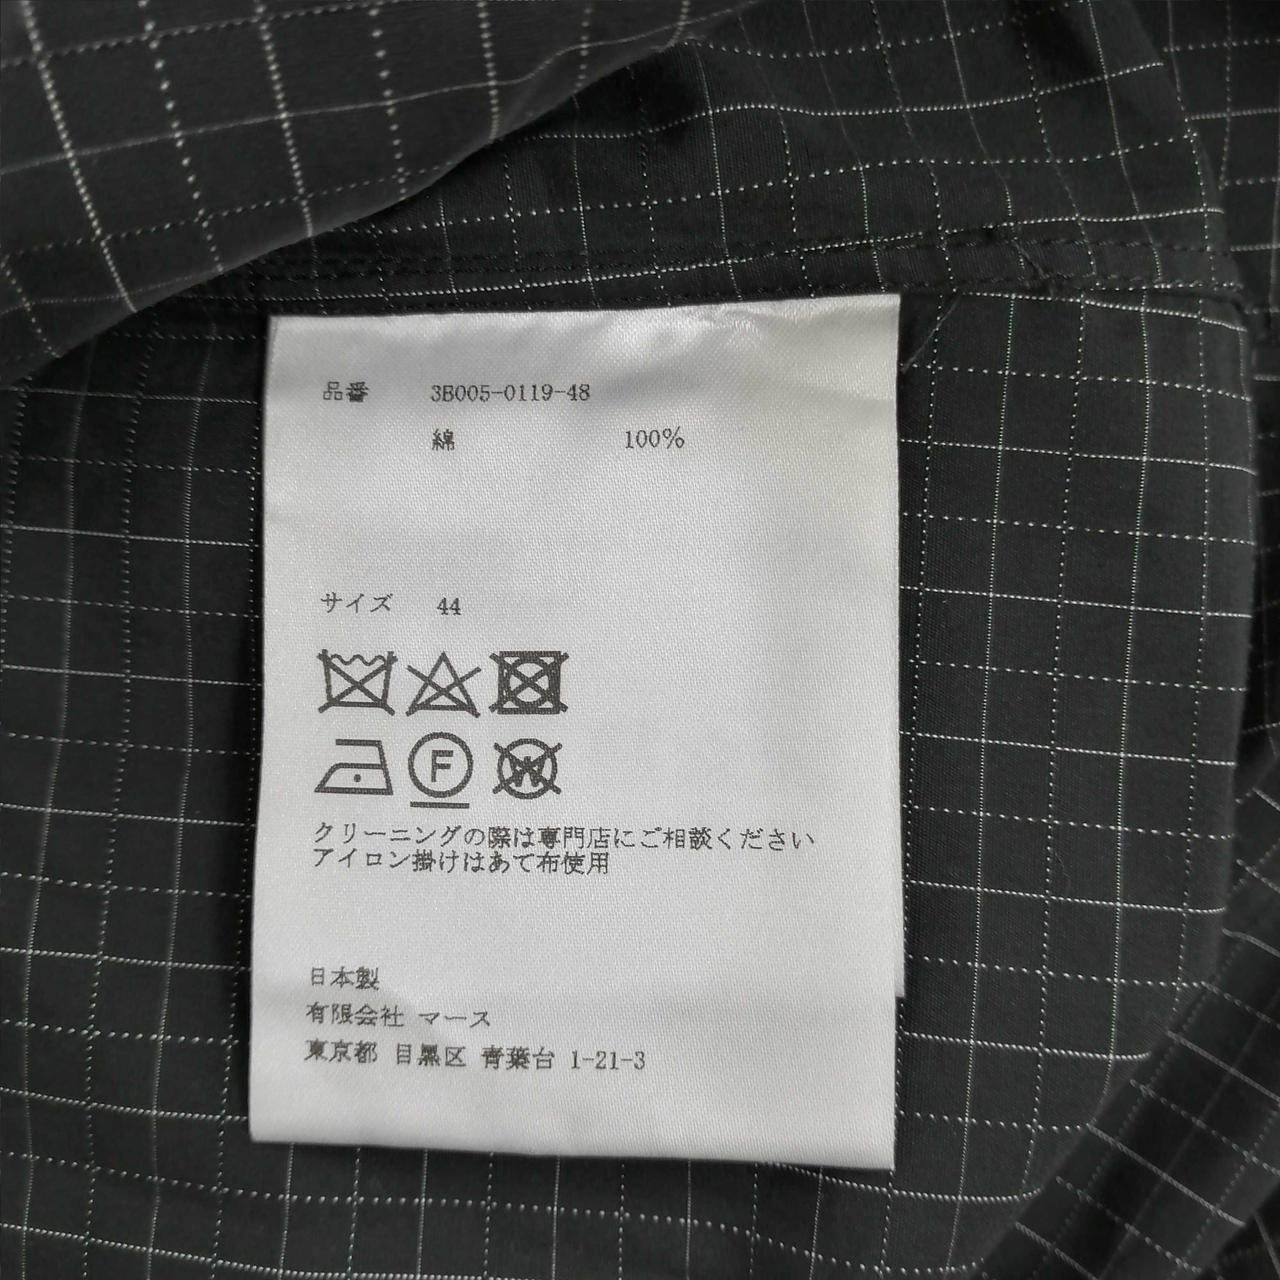 品番 3B005-0119-48
綿 100%
サイズ 44
F
W
クリーニングの際は専門店にご相談ください
アイロン掛けはあて布使用
日本製
有限会社 マース
東京都 目黒区 青葉台 1-21-3